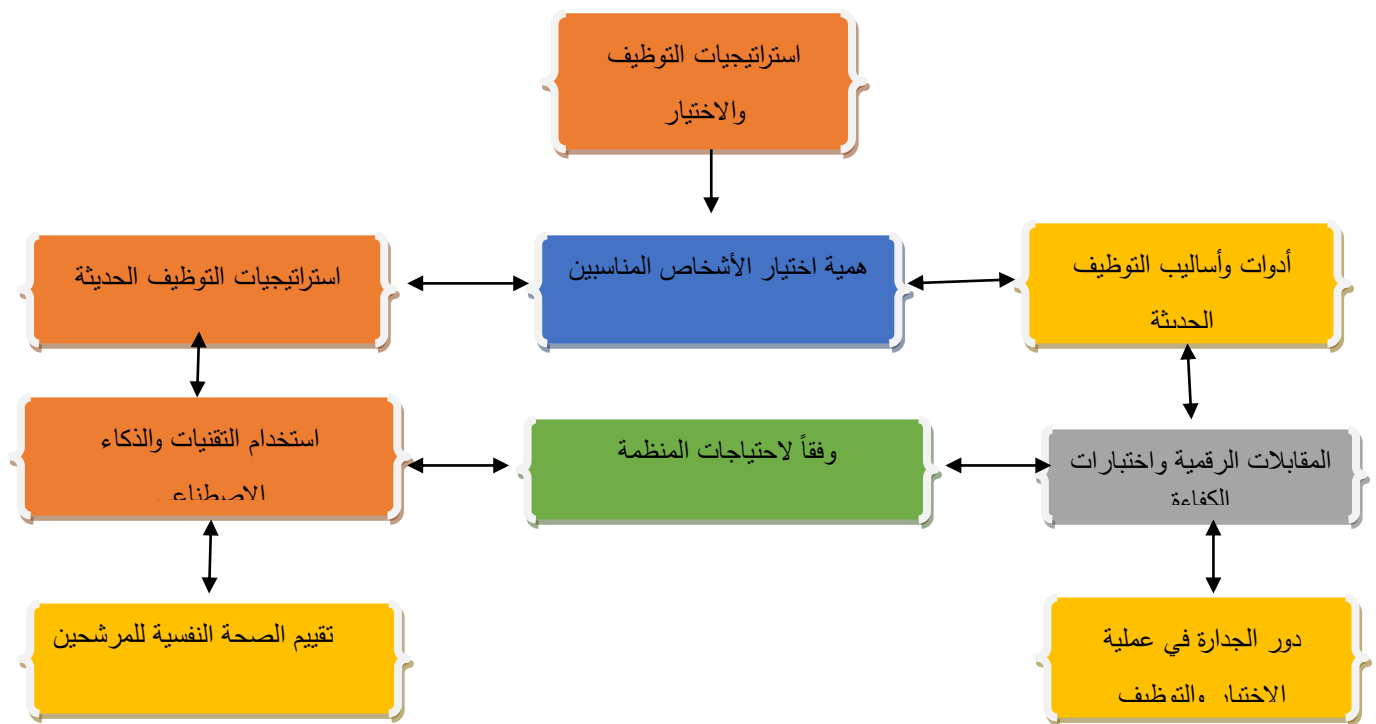 استراتيجيات التوظيف
والاختيار
أدوات وأساليب التوظيف
الحديثة
همية اختيار الأشخاص المناسبين
استراتيجيات التوظيف الحديثة
المقابلات الرقمية واختبارات
الكفاءة
وفقاً لاحتياجات المنظمة
استخدام التقنيات والذكاء
الاصطناعي
دور الجدارة في عملية
الاختيار والتوظيف
تقييم الصحة النفسية للمرشحين